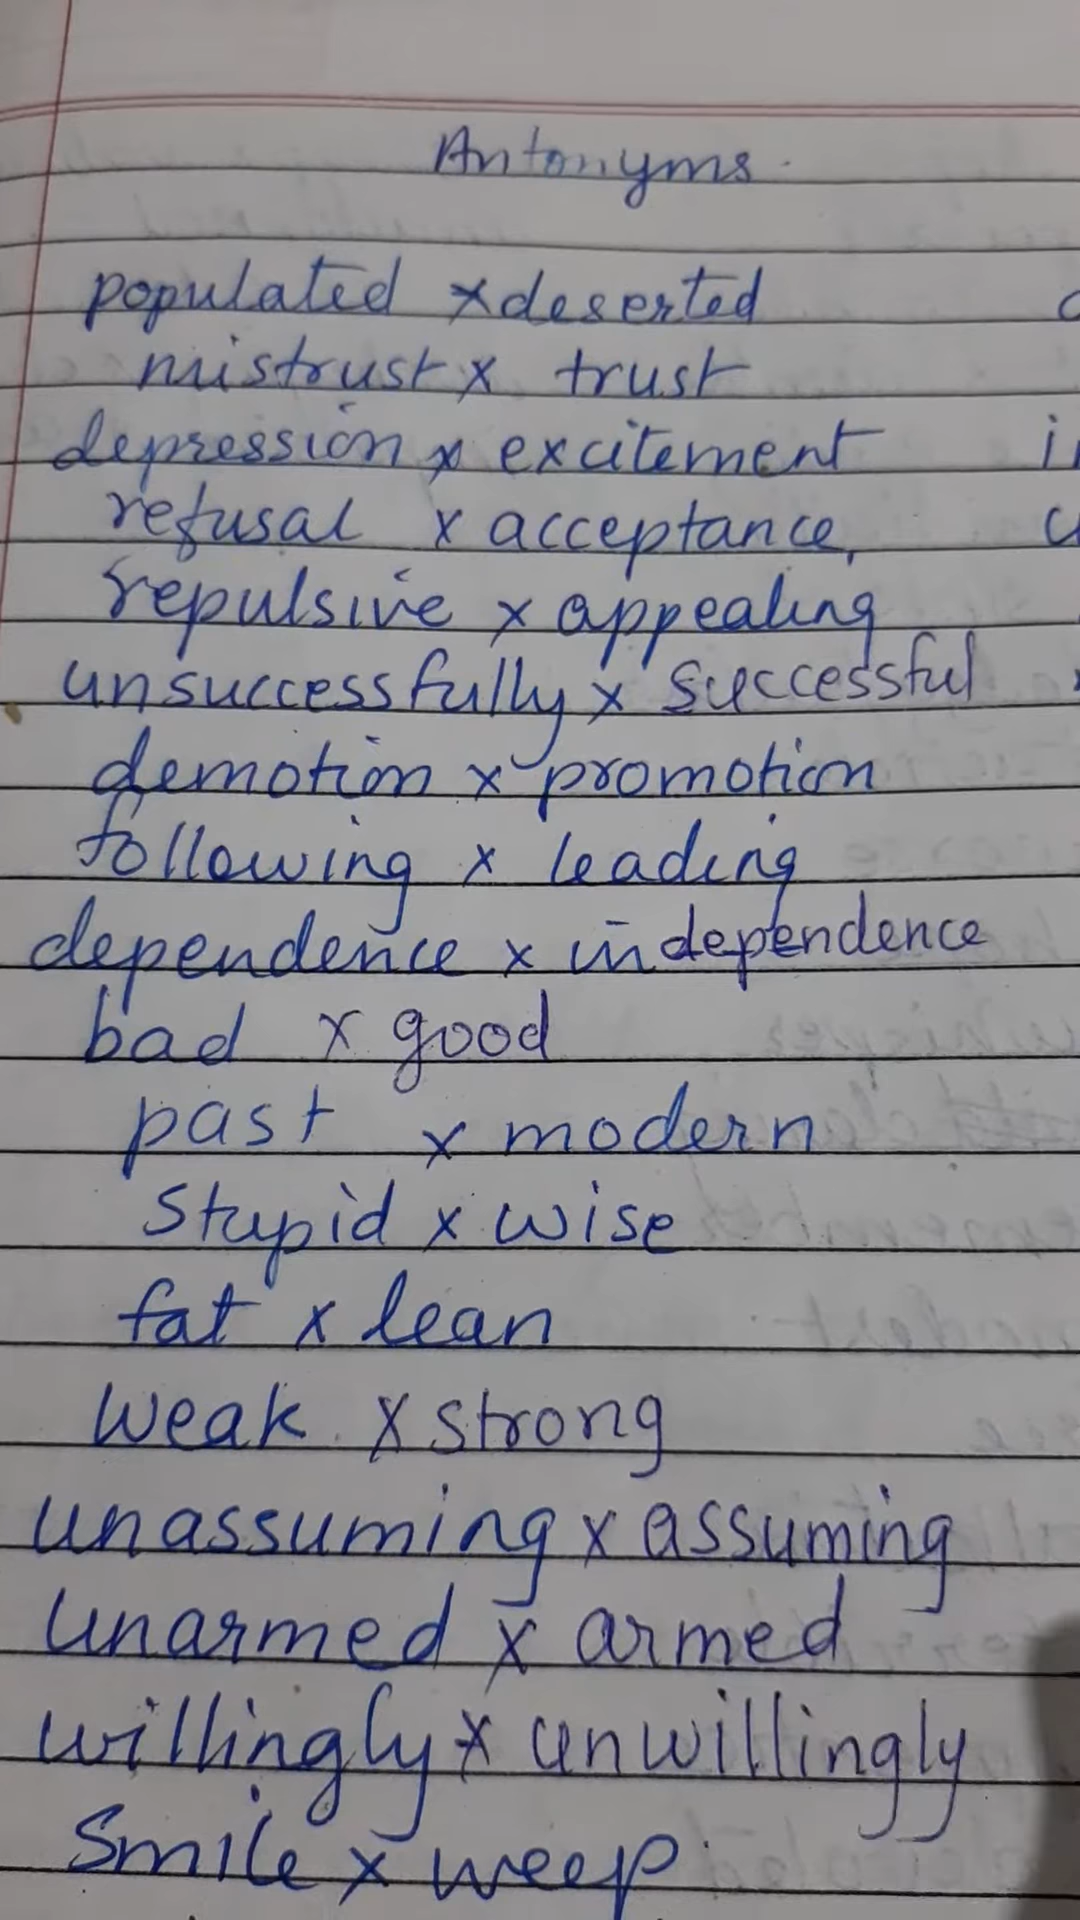 Antonyms.
populated x deserted
mistrust x trust
depression x excitement
refusal x acceptance,
repulsive x appealing
unsuccessfully x successful
demotion x promotion
following x leading
dependence x independence
bad x good
past x modern
stupid x wise
fat x lean
weak x strong
unassuming x assuming
unarmed x armed
willingly x unwillingly
Smile x weep.